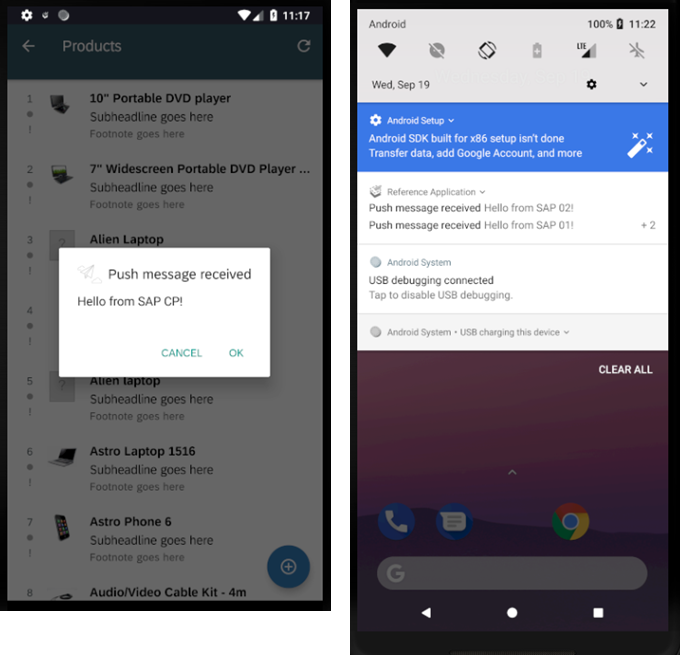 11:17
Products
1
10" Portable DVD player
Subheadline goes here
!
Footnote goes here
2
7" Widescreen Portable DVD Player ...
Subheadline goes here
!
Footnote goes here
3
Alien Laptop
?
Push message received
Hello from SAP CP!
4
!
CANCEL OK
5
Alien laptop
?
Subheadline goes here
!
Footnote goes here
6
Astro Laptop 1516
Subheadline goes here
!
Footnote goes here
7
Astro Phone 6
Subheadline goes here
!
Footnote goes here
8
Audio/Video Cable Kit - 4m
Android 100% 11:22
LTE
Wed, Sep 19
Android Setup
Android SDK built for x86 setup isn't done
Transfer data, add Google Account, and more
Reference Application
Push message received Hello from SAP 02!
Push message received Hello from SAP 01! + 2
Android System
USB debugging connected
Tap to disable USB debugging.
Android System • USB charging this device
CLEAR ALL
G